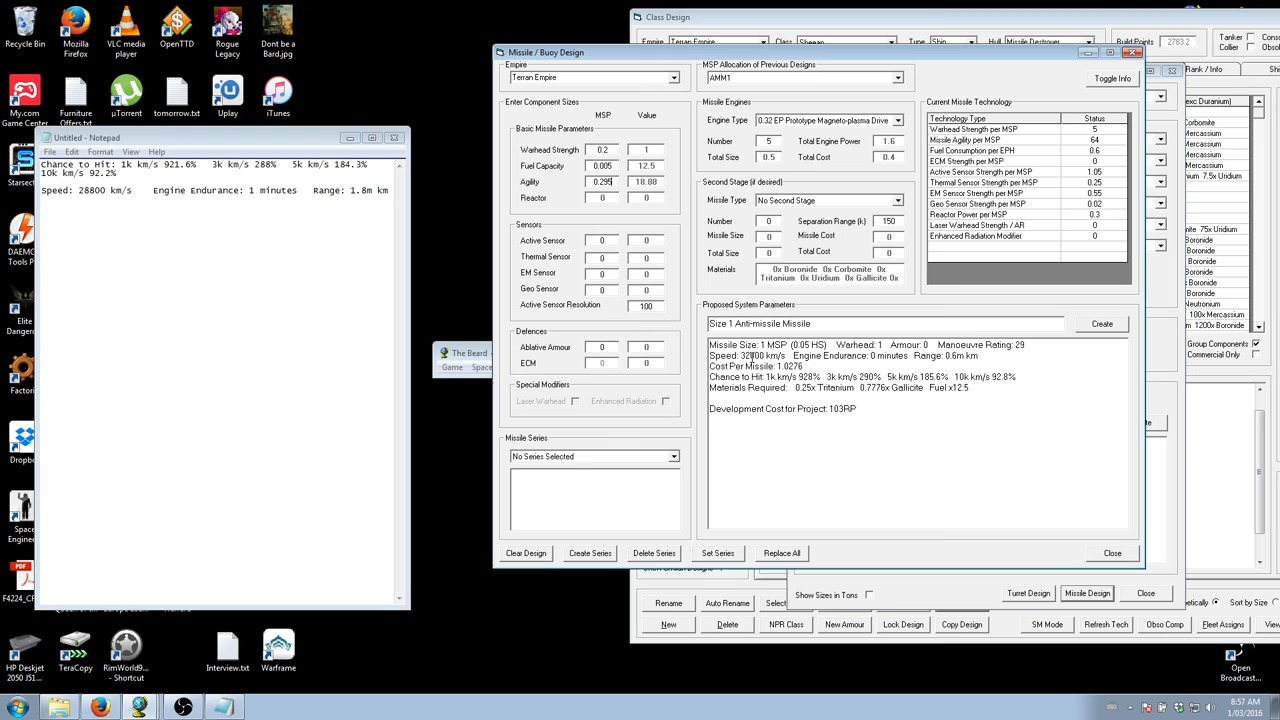 Recycle Bin
Mozilla Firefox
VLC media player
OpenTTD
Rogue Legacy
Dont be a Bard.jpg
My.com Game Center
Furniture Offers.txt
µTorrent
tomorrow.txt
Uplay
iTunes
DAEMON Tools
Elite Dangerous
Factorio
Dropbox
Space Engineers
F4224_C
HP Deskjet 2050 J51...
TeraCopy
RimWorld9... - Shortcut
Interview.txt
Warframe
Open Broadcast...
Untitled - Notepad
File Edit Format View Help
Chance to Hit: 1k km/s 921.6% 3k km/s 288% 5k km/s 184.3%
10k km/s 92.2%
Speed: 28800 km/s Engine Endurance: 1 minutes Range: 1.8m km
The Beard
Game Space
Class Design
Empire Terran Empire Type Ship Hull Missile Destroyer Build Points 2783.2
Tanker
Collier
Rank / Info
Missile / Buoy Design
Empire
Terran Empire
MSP Allocation of Previous Designs
AMM1
Toggle Info
Enter Component Sizes
MSP Value
Basic Missile Parameters
Warhead Strength 0.2 1
Fuel Capacity 0.005 12.5
Agility 0.295 18.88
Reactor 0 0
Sensors
Active Sensor 0 0
Thermal Sensor 0 0
EM Sensor 0 0
Geo Sensor 0 0
Active Sensor Resolution 100
Defences
Ablative Armour 0 0
ECM 0 0
Special Modifiers
Laser Warhead Enhanced Radiation
Missile Series
No Series Selected
Missile Engines
Engine Type 0.32 EP Prototype Magneto-plasma Drive
Number 5 Total Engine Power 1.6
Total Size 0.5 Total Cost 0.4
Second Stage (if desired)
Missile Type No Second Stage
Number 0 Separation Range (k) 150
Missile Size 0 Missile Cost 0
Total Size 0 Total Cost 0
Materials 0x Boronide 0x Corbomite 0x
Tritanium 0x Uridium 0x Gallicite 0x
Current Missile Technology
Technology Type Status
Warhead Strength per MSP 5
Missile Agility per MSP 64
Fuel Consumption per EPH 0.6
ECM Strength per MSP 0
Active Sensor Strength per MSP 1.05
Thermal Sensor Strength per MSP 0.25
EM Sensor Strength per MSP 0.55
Geo Sensor Strength per MSP 0.02
Reactor Power per MSP 0.3
Laser Warhead Strength / AR 0
Enhanced Radiation Modifier 0
Proposed System Parameters
Size 1 Anti-missile Missile
Create
Missile Size: 1 MSP (0.05 HS) Warhead: 1 Armour: 0 Manoeuvre Rating: 29
Speed: 32000 km/s Engine Endurance: 0 minutes Range: 0.6m km
Cost Per Missile: 1.0276
Chance to Hit: 1k km/s 928% 3k km/s 290% 5k km/s 185.6% 10k km/s 92.8%
Materials Required: 0.25x Tritanium 0.7776x Gallicite Fuel x12.5
Development Cost for Project: 103RP
Clear Design Create Series Delete Series Set Series Replace All Close
Show Sizes in Tons Turret Design Missile Design Close
Rename Auto Rename
New Delete NPR Class New Armour Lock Design Copy Design SM Mode Refresh Tech Obso Comp Fleet Assigns
Size by Size
Group Components
Commercial Only
8:57 AM
1/03/2016